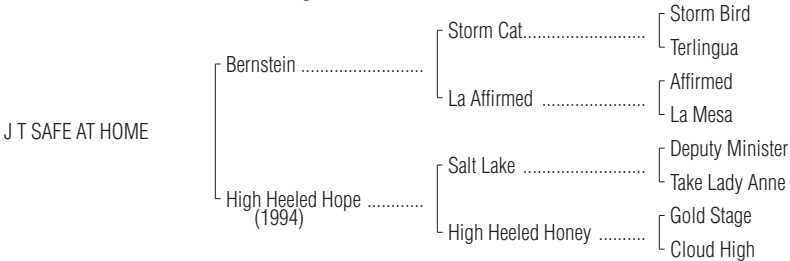 Storm Bird
Storm Cat........................
Terlingua
Bernstein ........................
Affirmed
La Affirmed ....................
La Mesa
J T SAFE AT HOME
Deputy Minister
Salt Lake ........................
Take Lady Anne
High Heeled Hope ...........
(1994)
Gold Stage
High Heeled Honey .........
Cloud High